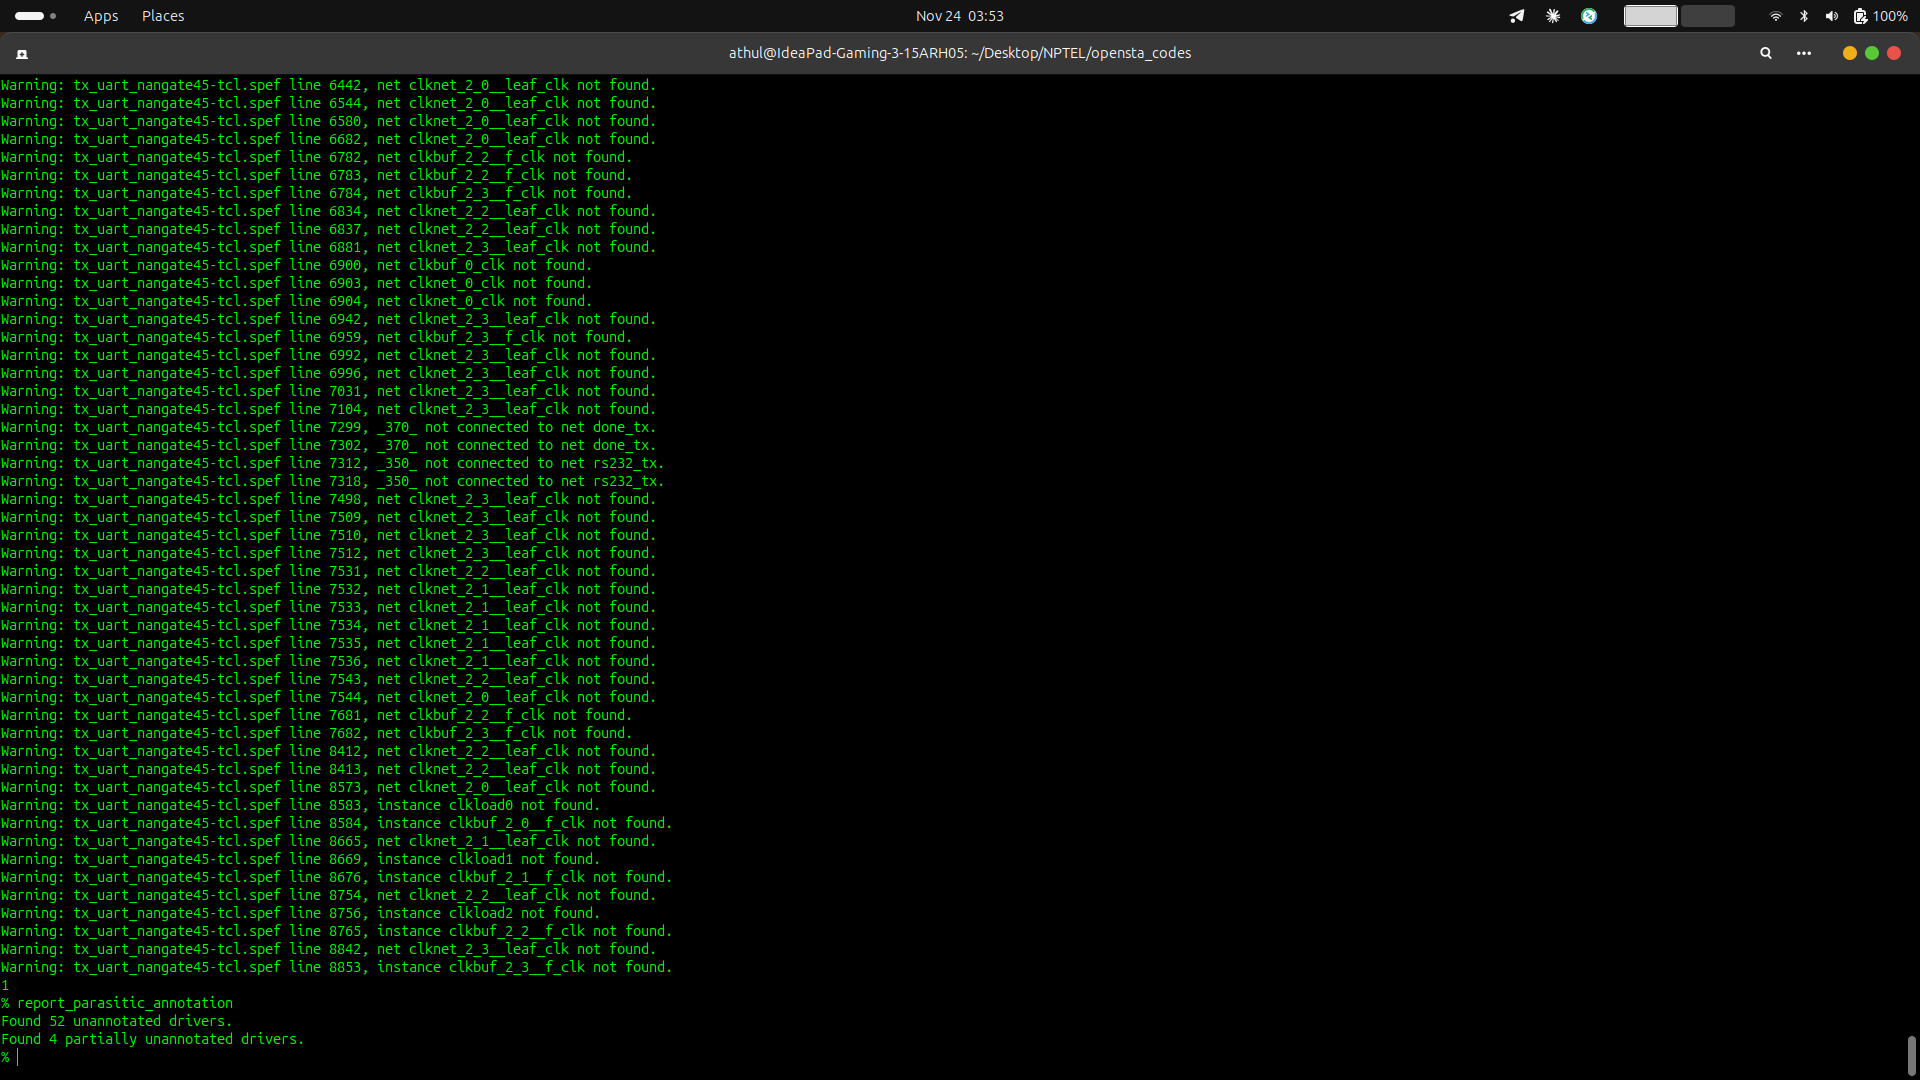 Apps Places Nov 24 03:53 100%
athul@IdeaPad-Gaming-3-15ARH05: ~/Desktop/NPTEL/opensta_codes
Warning: tx_uart_nangate45-tcl.spef line 6442, net clknet_2_0__leaf_clk not found.
Warning: tx_uart_nangate45-tcl.spef line 6544, net clknet_2_0__leaf_clk not found.
Warning: tx_uart_nangate45-tcl.spef line 6580, net clknet_2_0__leaf_clk not found.
Warning: tx_uart_nangate45-tcl.spef line 6682, net clknet_2_0__leaf_clk not found.
Warning: tx_uart_nangate45-tcl.spef line 6782, net clkbuf_2_2__f_clk not found.
Warning: tx_uart_nangate45-tcl.spef line 6783, net clkbuf_2_2__f_clk not found.
Warning: tx_uart_nangate45-tcl.spef line 6784, net clkbuf_2_3__f_clk not found.
Warning: tx_uart_nangate45-tcl.spef line 6834, net clknet_2_2__leaf_clk not found.
Warning: tx_uart_nangate45-tcl.spef line 6837, net clknet_2_2__leaf_clk not found.
Warning: tx_uart_nangate45-tcl.spef line 6881, net clknet_2_3__leaf_clk not found.
Warning: tx_uart_nangate45-tcl.spef line 6900, net clkbuf_0_clk not found.
Warning: tx_uart_nangate45-tcl.spef line 6903, net clknet_0_clk not found.
Warning: tx_uart_nangate45-tcl.spef line 6904, net clknet_0_clk not found.
Warning: tx_uart_nangate45-tcl.spef line 6942, net clknet_2_3__leaf_clk not found.
Warning: tx_uart_nangate45-tcl.spef line 6959, net clkbuf_2_3__f_clk not found.
Warning: tx_uart_nangate45-tcl.spef line 6992, net clknet_2_3__leaf_clk not found.
Warning: tx_uart_nangate45-tcl.spef line 6996, net clknet_2_3__leaf_clk not found.
Warning: tx_uart_nangate45-tcl.spef line 7031, net clknet_2_3__leaf_clk not found.
Warning: tx_uart_nangate45-tcl.spef line 7104, net clknet_2_3__leaf_clk not found.
Warning: tx_uart_nangate45-tcl.spef line 7299, _370_ not connected to net done_tx.
Warning: tx_uart_nangate45-tcl.spef line 7302, _370_ not connected to net done_tx.
Warning: tx_uart_nangate45-tcl.spef line 7312, _350_ not connected to net rs232_tx.
Warning: tx_uart_nangate45-tcl.spef line 7318, _350_ not connected to net rs232_tx.
Warning: tx_uart_nangate45-tcl.spef line 7498, net clknet_2_3__leaf_clk not found.
Warning: tx_uart_nangate45-tcl.spef line 7509, net clknet_2_3__leaf_clk not found.
Warning: tx_uart_nangate45-tcl.spef line 7510, net clknet_2_3__leaf_clk not found.
Warning: tx_uart_nangate45-tcl.spef line 7512, net clknet_2_3__leaf_clk not found.
Warning: tx_uart_nangate45-tcl.spef line 7531, net clknet_2_2__leaf_clk not found.
Warning: tx_uart_nangate45-tcl.spef line 7532, net clknet_2_1__leaf_clk not found.
Warning: tx_uart_nangate45-tcl.spef line 7533, net clknet_2_1__leaf_clk not found.
Warning: tx_uart_nangate45-tcl.spef line 7534, net clknet_2_1__leaf_clk not found.
Warning: tx_uart_nangate45-tcl.spef line 7535, net clknet_2_1__leaf_clk not found.
Warning: tx_uart_nangate45-tcl.spef line 7536, net clknet_2_1__leaf_clk not found.
Warning: tx_uart_nangate45-tcl.spef line 7543, net clknet_2_2__leaf_clk not found.
Warning: tx_uart_nangate45-tcl.spef line 7544, net clknet_2_0__leaf_clk not found.
Warning: tx_uart_nangate45-tcl.spef line 7681, net clkbuf_2_2__f_clk not found.
Warning: tx_uart_nangate45-tcl.spef line 7682, net clkbuf_2_3__f_clk not found.
Warning: tx_uart_nangate45-tcl.spef line 8412, net clknet_2_2__leaf_clk not found.
Warning: tx_uart_nangate45-tcl.spef line 8413, net clknet_2_2__leaf_clk not found.
Warning: tx_uart_nangate45-tcl.spef line 8573, net clknet_2_0__leaf_clk not found.
Warning: tx_uart_nangate45-tcl.spef line 8583, instance clkload0 not found.
Warning: tx_uart_nangate45-tcl.spef line 8584, instance clkbuf_2_0__f_clk not found.
Warning: tx_uart_nangate45-tcl.spef line 8665, net clknet_2_1__leaf_clk not found.
Warning: tx_uart_nangate45-tcl.spef line 8669, instance clkload1 not found.
Warning: tx_uart_nangate45-tcl.spef line 8676, instance clkbuf_2_1__f_clk not found.
Warning: tx_uart_nangate45-tcl.spef line 8754, net clknet_2_2__leaf_clk not found.
Warning: tx_uart_nangate45-tcl.spef line 8756, instance clkload2 not found.
Warning: tx_uart_nangate45-tcl.spef line 8765, instance clkbuf_2_2__f_clk not found.
Warning: tx_uart_nangate45-tcl.spef line 8842, net clknet_2_3__leaf_clk not found.
Warning: tx_uart_nangate45-tcl.spef line 8853, instance clkbuf_2_3__f_clk not found.
1
% report_parasitic_annotation
Found 52 unannotated drivers.
Found 4 partially unannotated drivers.
%